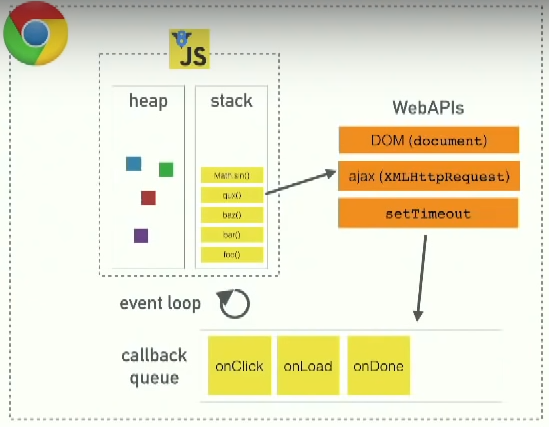 JS
heap
stack
Math.sin()
qux()
baz()
bar()
foo()
WebAPIs
DOM (document)
ajax (XMLHttpRequest)
setTimeout
event loop
callback
queue
onClick
onLoad
onDone